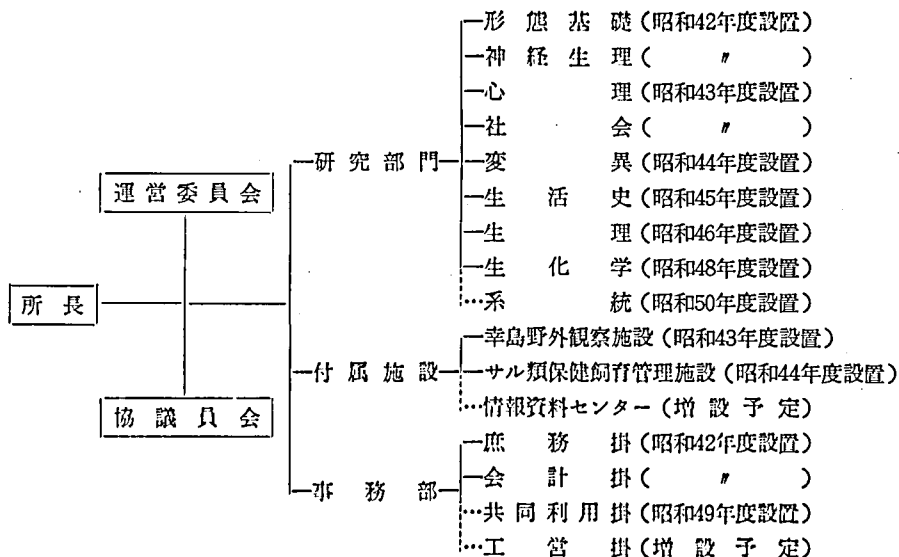 形態基礎（昭和42年度設置）
神経生理（　〃　）
心理（昭和43年度設置）
社会（　〃　）
研究部門
変異（昭和44年度設置）
運営委員会
生活史（昭和45年度設置）
生理（昭和46年度設置）
生化学（昭和48年度設置）
所長
…系統（昭和50年度設置）
幸島野外観察施設（昭和43年度設置）
付属施設
サル類保健飼育管理施設（昭和44年度設置）
協議員会
…情報資料センター（増設予定）
庶務掛（昭和42年度設置）
事務部
会計掛（　〃　）
…共同利用掛（昭和49年度設置）
…工営掛（増設予定）